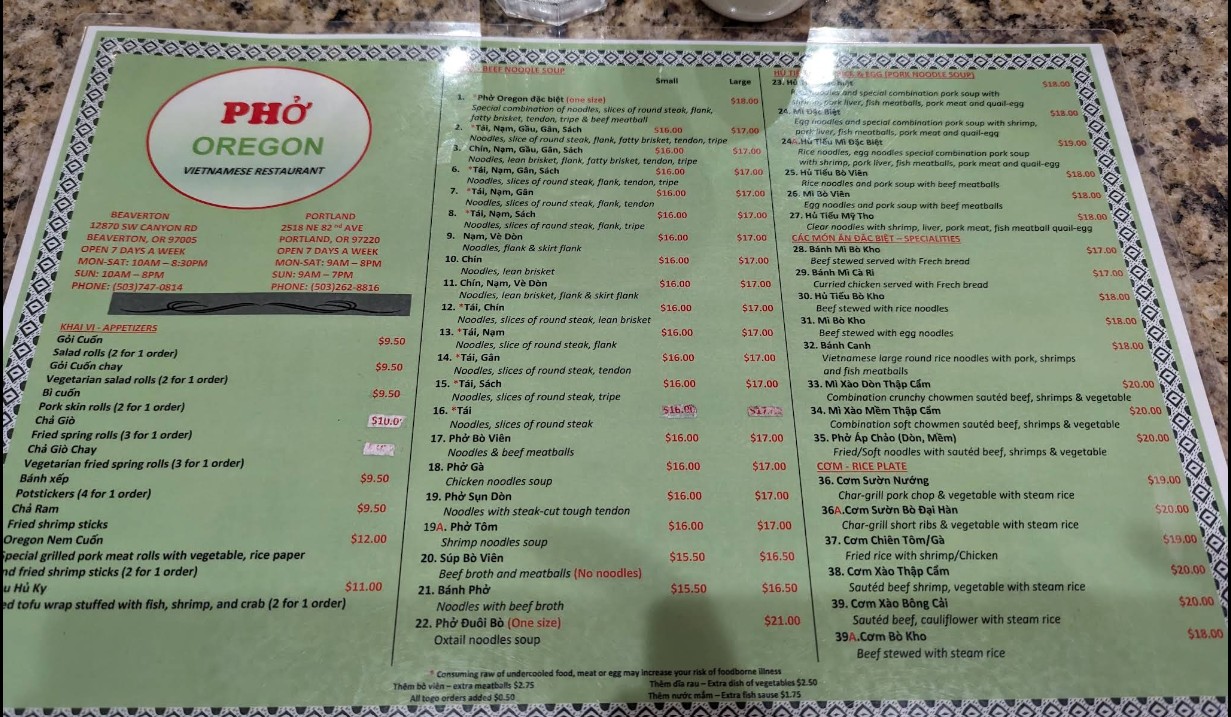 PHỞ
OREGON
VIETNAMESE RESTAURANT
BEAVERTON
12870 SW CANYON RD
BEAVERTON, OR 97005
OPEN 7 DAYS A WEEK
MON-SAT: 10AM – 8:30PM
SUN: 10AM – 8PM
PHONE: (503)747-0814
PORTLAND
2518 NE 82nd AVE
PORTLAND, OR 97220
OPEN 7 DAYS A WEEK
MON-SAT: 9AM – 8PM
SUN: 9AM – 7PM
PHONE: (503)262-8816
KHAI VỊ - APPETIZERS
Gỏi Cuốn $9.50
Salad rolls (2 for 1 order)
Gỏi Cuốn chay $9.50
Vegetarian salad rolls (2 for 1 order)
Bì cuốn $9.50
Pork skin rolls (2 for 1 order)
Chả Giò
Fried spring rolls (3 for 1 order)
Chả Giò Chay
Vegetarian fried spring rolls (3 for 1 order)
Bánh xếp $9.50
Potstickers (4 for 1 order)
Chả Ram $9.50
Fried shrimp sticks
Oregon Nem Cuốn $12.00
Special grilled pork meat rolls with vegetable, rice paper
nd fried shrimp sticks (2 for 1 order)
u Hủ Ky $11.00
ed tofu wrap stuffed with fish, shrimp, and crab (2 for 1 order)
BEEF NOODLE SOUP
Small Large
1. *Phở Oregon đặc biệt (one size) $18.00
Special combination of noodles, slices of round steak, flank,
fatty brisket, tendon, tripe & beef meatball
2. *Tái, Nạm, Gầu, Gân, Sách $16.00 $17.00
Noodles, slice of round steak, flank, fatty brisket, tendon, tripe
3. Chín, Nạm, Gầu, Gân, Sách $16.00 $17.00
Noodles, lean brisket, flank, fatty brisket, tendon, tripe
6. *Tái, Nạm, Gân, Sách $16.00 $17.00
Noodles, slices of round steak, flank, tendon, tripe
7. *Tái, Nạm, Gân $16.00 $17.00
Noodles, slices of round steak, flank, tendon
8. *Tái, Nạm, Sách $16.00 $17.00
Noodles, slices of round steak, flank, tripe
9. Nạm, Vè Dòn $16.00 $17.00
Noodles, flank & skirt flank
10. Chín $16.00 $17.00
Noodles, lean brisket
11. Chín, Nạm, Vè Dòn $16.00 $17.00
Noodles, lean brisket, flank & skirt flank
12. *Tái, Chín $16.00 $17.00
Noodles, slices of round steak, lean brisket
13. *Tái, Nạm $16.00 $17.00
Noodles, slice of round steak, flank
14. *Tái, Gân $16.00 $17.00
Noodles, slices of round steak, tendon
15. *Tái, Sách $16.00 $17.00
Noodles, slices of round steak, tripe
16. *Tái $16.00
Noodles, slices of round steak
17. Phở Bò Viên $16.00 $17.00
Noodles & beef meatballs
18. Phở Gà $16.00 $17.00
Chicken noodles soup
19. Phở Sụn Dòn $16.00 $17.00
Noodles with steak-cut tough tendon
19A. Phở Tôm $16.00 $17.00
Shrimp noodles soup
20. Súp Bò Viên $15.50 $16.50
Beef broth and meatballs (No noodles)
21. Bánh Phở $15.50 $16.50
Noodles with beef broth
22. Phở Đuôi Bò (One size) $21.00
Oxtail noodles soup
HỦ & EGG (PORK NOODLE SOUP)
23. Hủ $18.00
noodles and special combination pork soup with
shrimp, pork liver, fish meatballs, pork meat and quail-egg
24. Mì Đặc Biệt $18.00
Egg noodles and special combination pork soup with shrimp,
pork liver, fish meatballs, pork meat and quail-egg
24A.Hủ Tiếu Mì Đặc Biệt $19.00
Rice noodles, egg noodles special combination pork soup
with shrimp, pork liver, fish meatballs, pork meat and quail-egg
25. Hủ Tiếu Bò Viên $18.00
Rice noodles and pork soup with beef meatballs
26. Mì Bò Viên $18.00
Egg noodles and pork soup with beef meatballs
27. Hủ Tiếu Mỹ Tho $18.00
Clear noodles with shrimp, liver, pork meat, fish meatball quail-egg
CÁC MÓN ĂN ĐẶC BIỆT – SPECIALITIES
28. Bánh Mì Bò Kho $17.00
Beef stewed served with Frech bread
29. Bánh Mì Cà Ri $17.00
Curried chicken served with Frech bread
30. Hủ Tiếu Bò Kho $18.00
Beef stewed with rice noodles
31. Mì Bò Kho $18.00
Beef stewed with egg noodles
32. Bánh Canh $18.00
Vietnamese large round rice noodles with pork, shrimps
and fish meatballs
33. Mì Xào Dòn Thập Cẩm $20.00
Combination crunchy chowmen sautéd beef, shrimps & vegetable
34. Mì Xào Mềm Thập Cẩm $20.00
Combination soft chowmen sautéd beef, shrimps & vegetable
35. Phở Áp Chảo (Dòn, Mềm) $20.00
Fried/Soft noodles with sautéd beef, shrimps & vegetable
CƠM - RICE PLATE
36. Cơm Sườn Nướng $19.00
Char-grill pork chop & vegetable with steam rice
36A.Cơm Sườn Bò Đại Hàn $20.00
Char-grill short ribs & vegetable with steam rice
37. Cơm Chiên Tôm/Gà $19.00
Fried rice with shrimp/Chicken
38. Cơm Xào Thập Cẩm $20.00
Sautéd beef shrimp, vegetable with steam rice
39. Cơm Xào Bông Cải $20.00
Sautéd beef, cauliflower with steam rice
39A.Cơm Bò Kho $18.00
Beef stewed with steam rice
* Consuming raw of undercooled food, meat or egg may increase your risk of foodborne illness
Thêm bò viên – extra meatballs $2.75 Thêm dĩa rau – Extra dish of vegetables $2.50
All togo orders added $0.50 Thêm nước mắm – Extra fish sause $1.75